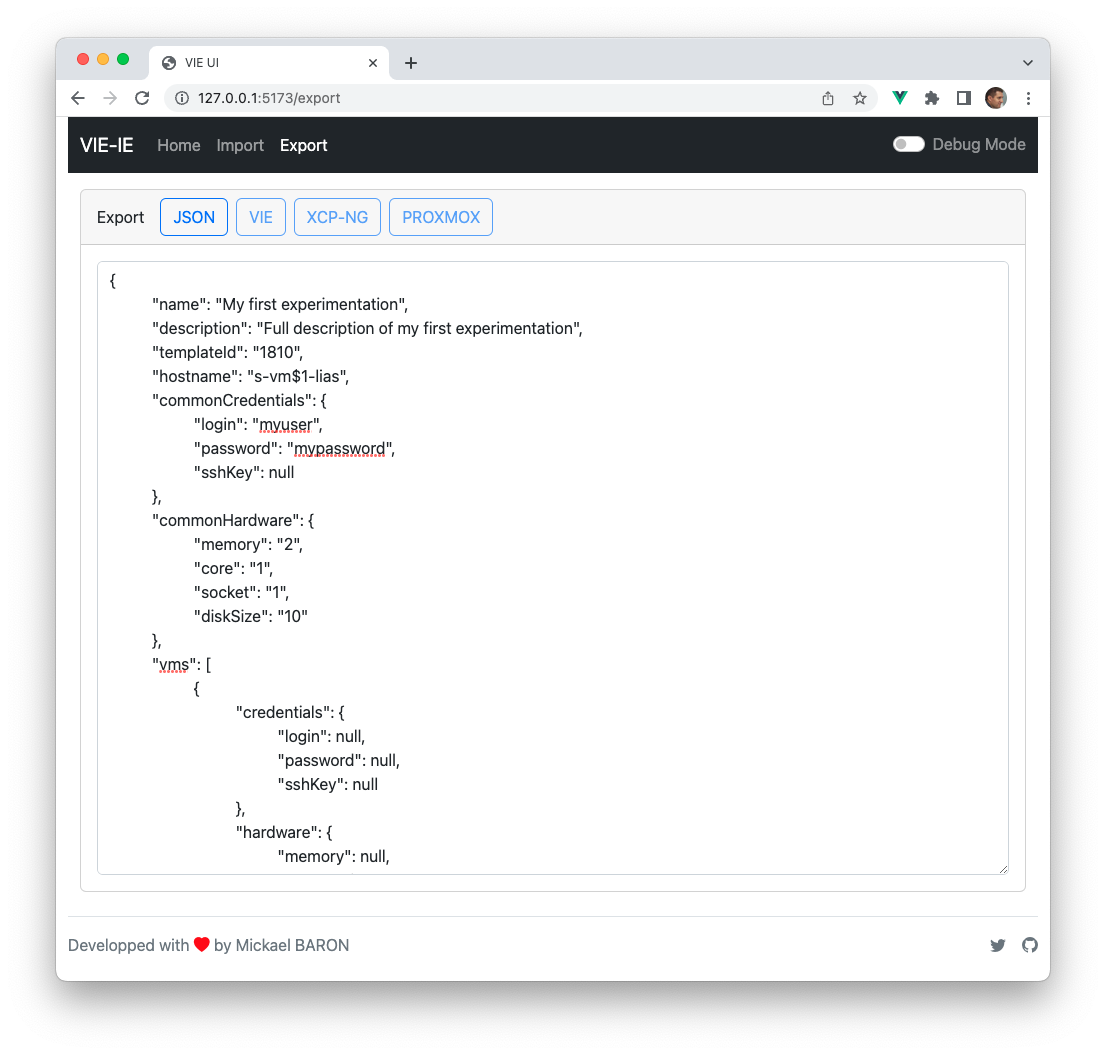 VIE UI
127.0.0.1:5173/export
VIE-IE Home Import Export Debug Mode
Export JSON VIE XCP-NG PROXMOX
{
"name": "My first experimentation",
"description": "Full description of my first experimentation",
"templateId": "1810",
"hostname": "s-vm$1-lias",
"commonCredentials": {
"login": "myuser",
"password": "mypassword",
"sshKey": null
},
"commonHardware": {
"memory": "2",
"core": "1",
"socket": "1",
"diskSize": "10"
},
"vms": [
{
"credentials": {
"login": null,
"password": null,
"sshKey": null
},
"hardware": {
"memory": null,
Developped with ❤ by Mickael BARON